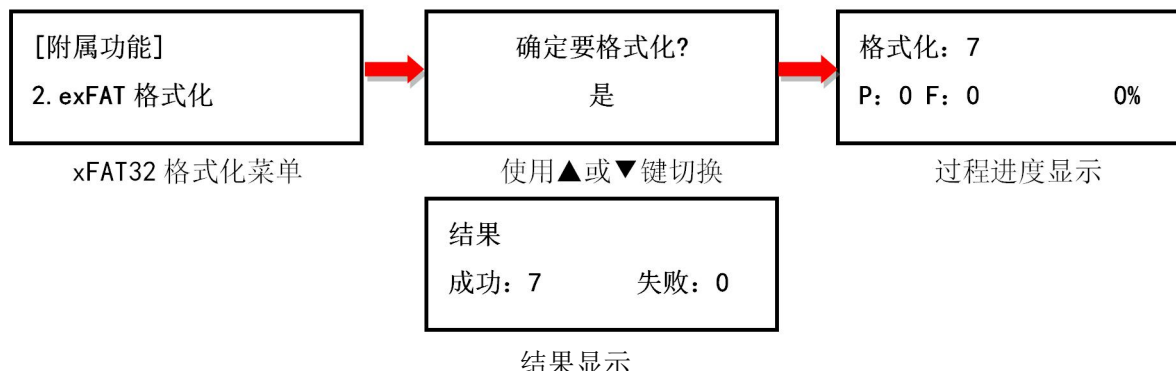 [附属功能]
2. exFAT 格式化
xFAT32 格式化菜单
确定要格式化?
是
使用▲或▼键切换
格式化：7
P：0 F：0 0%
过程进度显示
结果
成功：7 失败：0
结果显示